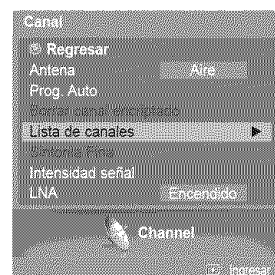 Canal
Regresar
Antena Aire
Prog. Auto
Borrar canal encriptado
Lista de canales
Sintonía Fina
Intensidad señal
LNA Encendido
Channel
Ingresar